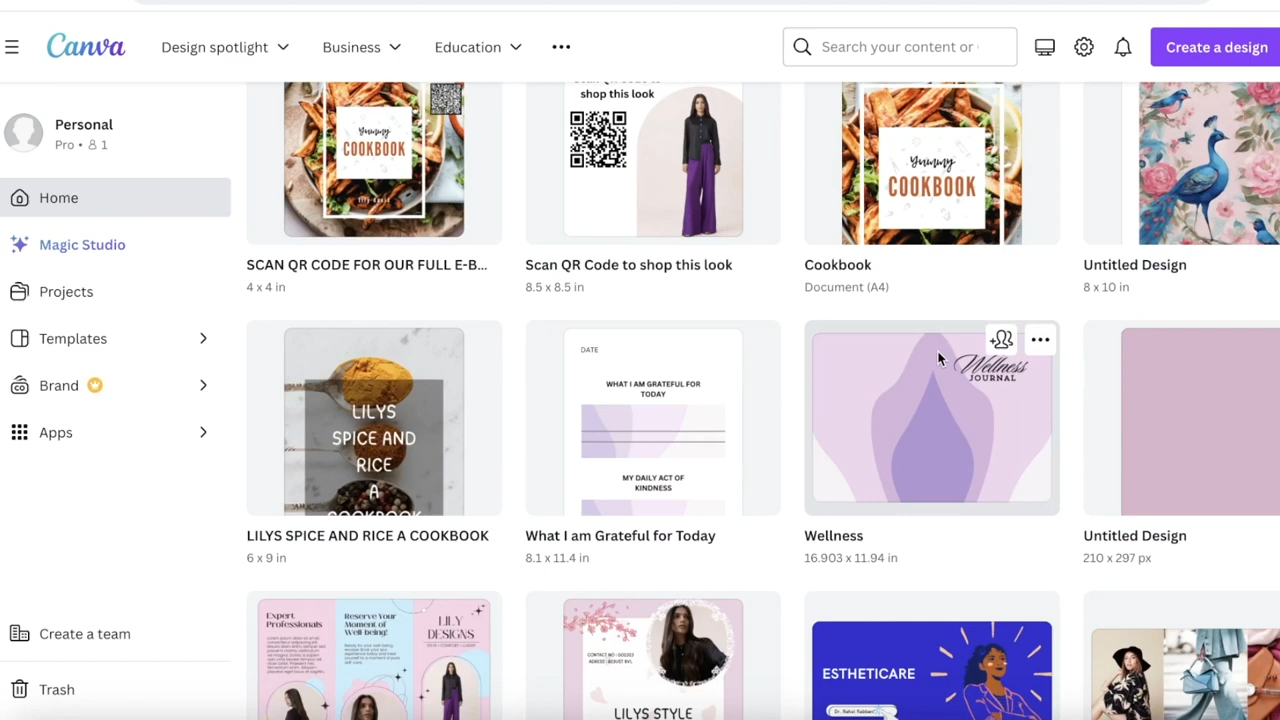 Canva
Design spotlight
Business
Education
Search your content or
Create a design
Personal
Pro • 1
Home
Magic Studio
Projects
Templates
Brand
Apps
Create a team
Trash
Yummy
COOKBOOK
shop this look
Yummy
COOKBOOK
SCAN QR CODE FOR OUR FULL E-B...
4 x 4 in
Scan QR Code to shop this look
8.5 x 8.5 in
Cookbook
Document (A4)
Untitled Design
8 x 10 in
LILYS
SPICE AND
RICE
A
COOKBOOK
DATE
WHAT I AM GRATEFUL FOR
TODAY
MY DAILY ACT OF
KINDNESS
Wellness
JOURNAL
LILYS SPICE AND RICE A COOKBOOK
6 x 9 in
What I am Grateful for Today
8.1 x 11.4 in
Wellness
16.903 x 11.94 in
Untitled Design
210 x 297 px
Expert
Professionals
Reserve Your
Moment of
Well-being!
LILY
DESIGNS
LILYS STYLE
ESTHETICARE